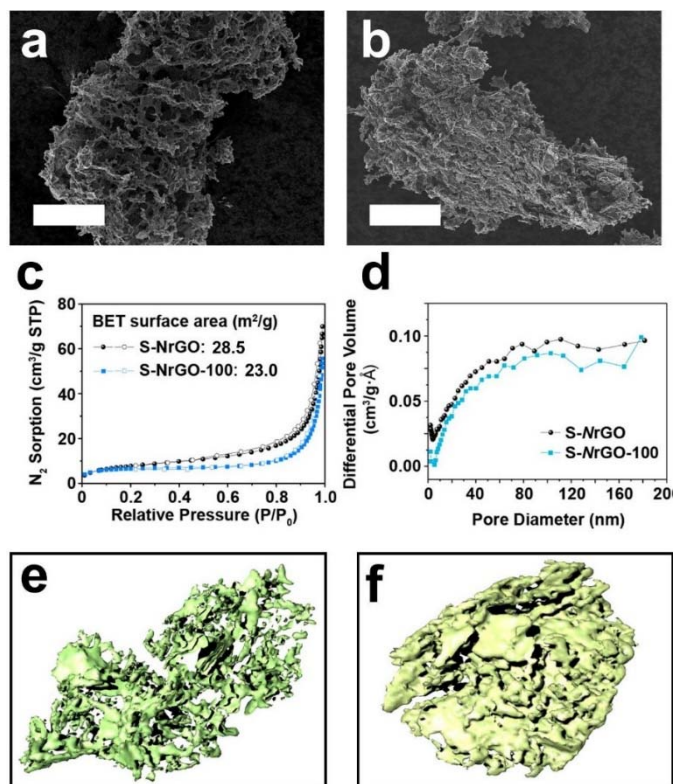 a
b
c
d
80
60
40
20
0
N₂ Sorption (cm³/g STP)
BET surface area (m²/g)
S-NrGO: 28.5
S-NrGO-100: 23.0
0.0 0.2 0.4 0.6 0.8 1.0
Relative Pressure (P/P₀)
0.10
0.05
0.00
Differential Pore Volume
(cm³/g·Å)
S-NrGO
S-NrGO-100
0 40 80 120 160 200
Pore Diameter (nm)
e
f